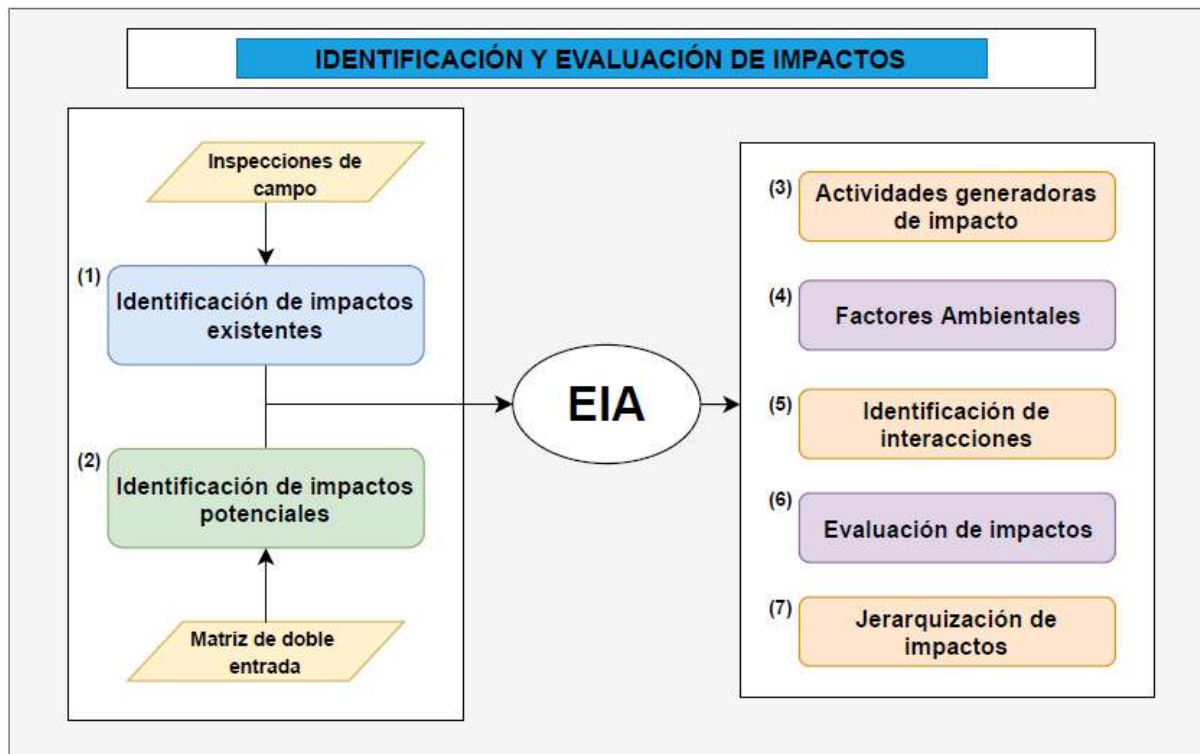 IDENTIFICACIÓN Y EVALUACIÓN DE IMPACTOS
Inspecciones de
campo
(1)
Identificación de impactos
existentes
(2)
Identificación de impactos
potenciales
Matriz de doble
entrada
EIA
(3)
Actividades generadoras
de impacto
(4)
Factores Ambientales
(5)
Identificación de
interacciones
(6)
Evaluación de impactos
(7)
Jerarquización de
impactos